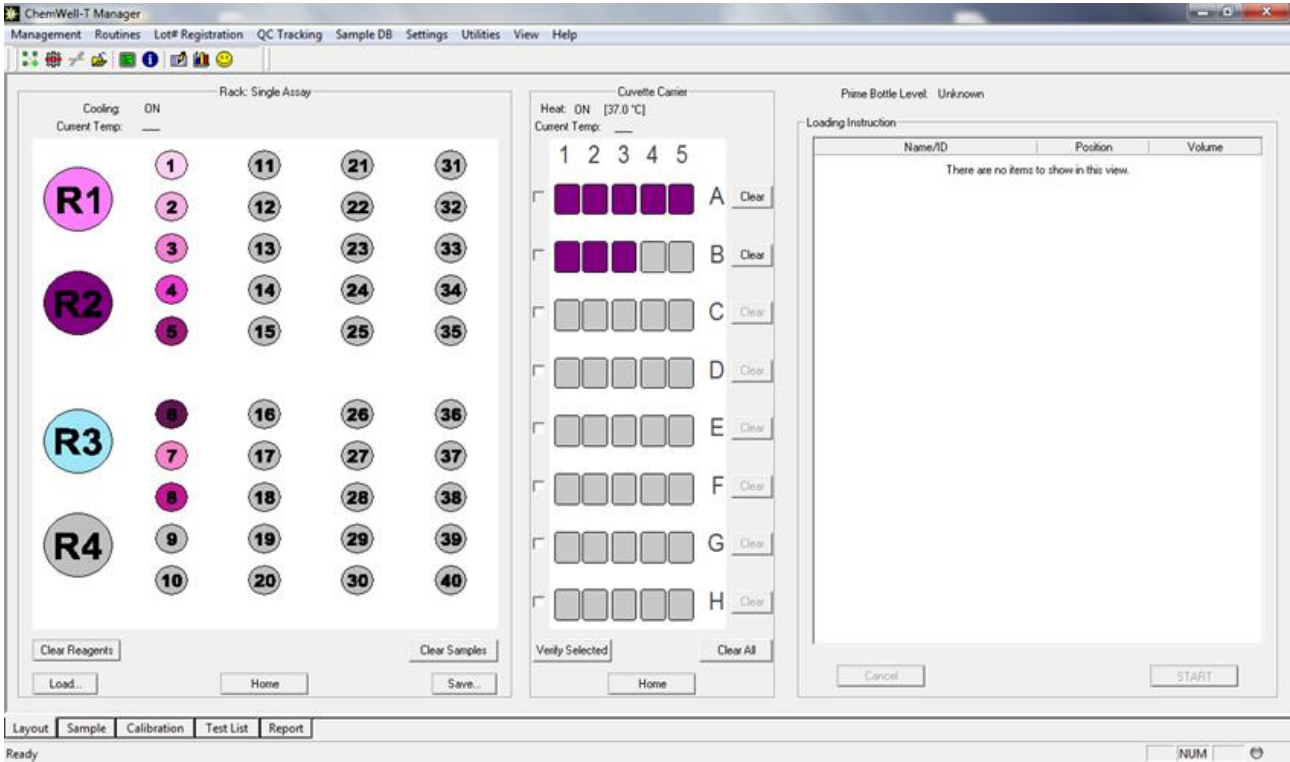 ChemWell-T Manager
Management Routines Lot# Registration QC Tracking Sample DB Settings Utilities View Help
Rack: Single Assay
Cooling: ON
Current Temp: ___
R1
R2
R3
R4
1 11 21 31
2 12 22 32
3 13 23 33
4 14 24 34
5 15 25 35
6 16 26 36
7 17 27 37
8 18 28 38
9 19 29 39
10 20 30 40
Clear Reagents Clear Samples
Load... Home Save...
Cuvette Carrier
Heat: ON [37.0 °C]
Current Temp: ___
1 2 3 4 5
A Clear
B Clear
C Clear
D Clear
E Clear
F Clear
G Clear
H Clear
Verify Selected Clear All
Home
Prime Bottle Level: Unknown
Loading Instruction
Name/ID Position Volume
There are no items to show in this view.
Cancel START
Layout Sample Calibration Test List Report
Ready NUM